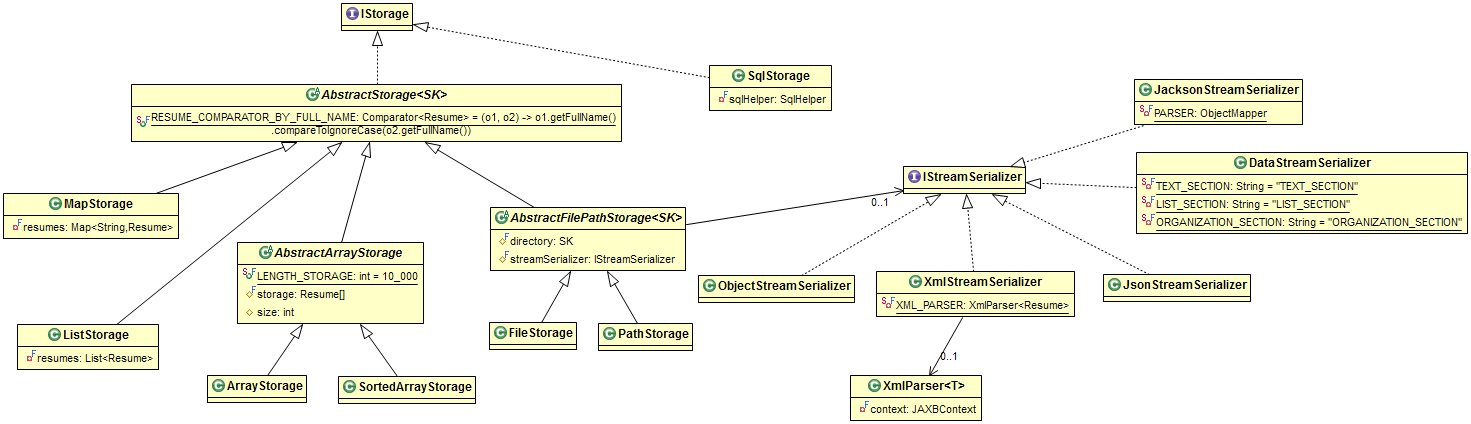 IStorage
SqlStorage
sqlHelper: SqlHelper
AbstractStorage<SK>
RESUME_COMPARATOR_BY_FULL_NAME: Comparator<Resume> = (o1, o2) -> o1.getFullName()
.compareToIgnoreCase(o2.getFullName())
JacksonStreamSerializer
PARSER: ObjectMapper
IStreamSerializer
DataStreamSerializer
TEXT_SECTION: String = "TEXT_SECTION"
LIST_SECTION: String = "LIST_SECTION"
ORGANIZATION_SECTION: String = "ORGANIZATION_SECTION"
MapStorage
resumes: Map<String,Resume>
0..1
AbstractFilePathStorage<SK>
directory: SK
streamSerializer: IStreamSerializer
AbstractArrayStorage
LENGTH_STORAGE: int = 10_000
storage: Resume[]
size: int
ObjectStreamSerializer
XmlStreamSerializer
XML_PARSER: XmlParser<Resume>
JsonStreamSerializer
ListStorage
resumes: List<Resume>
FileStorage
PathStorage
0..1
ArrayStorage
SortedArrayStorage
XmlParser<T>
context: JAXBContext